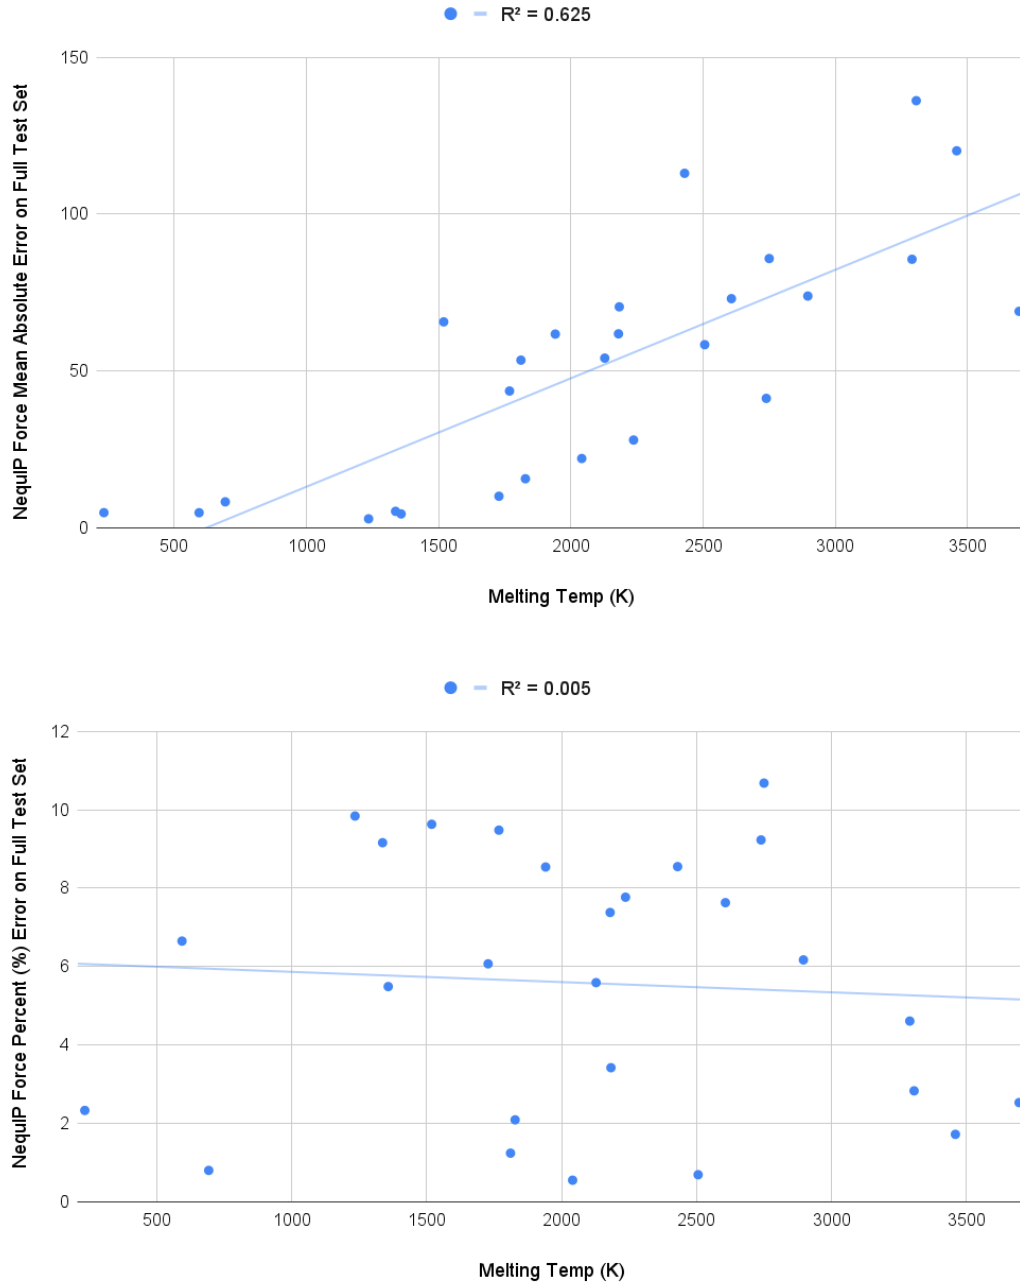 R² = 0.625
NequIP Force Mean Absolute Error on Full Test Set
150
100
50
0
500 1000 1500 2000 2500 3000 3500
Melting Temp (K)
R² = 0.005
NequIP Force Percent (%) Error on Full Test Set
12
10
8
6
4
2
0
500 1000 1500 2000 2500 3000 3500
Melting Temp (K)